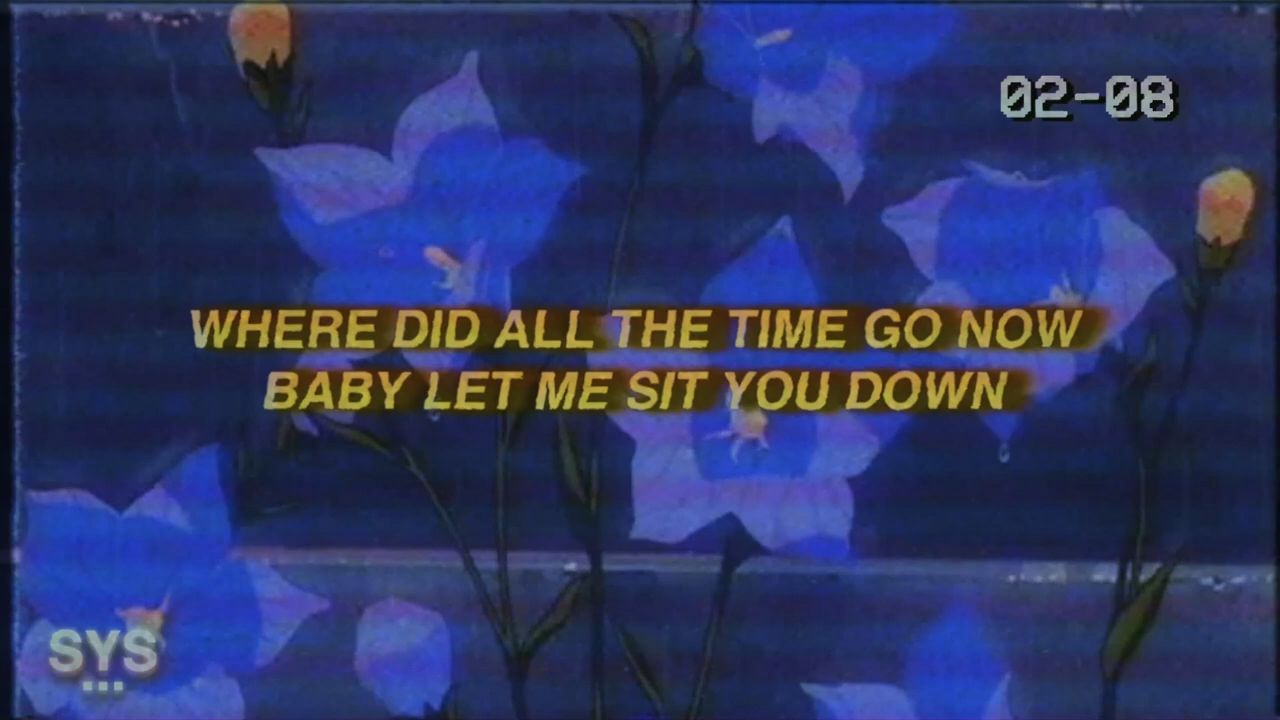 02-08
WHERE DID ALL THE TIME GO NOW
BABY LET ME SIT YOU DOWN
SYS